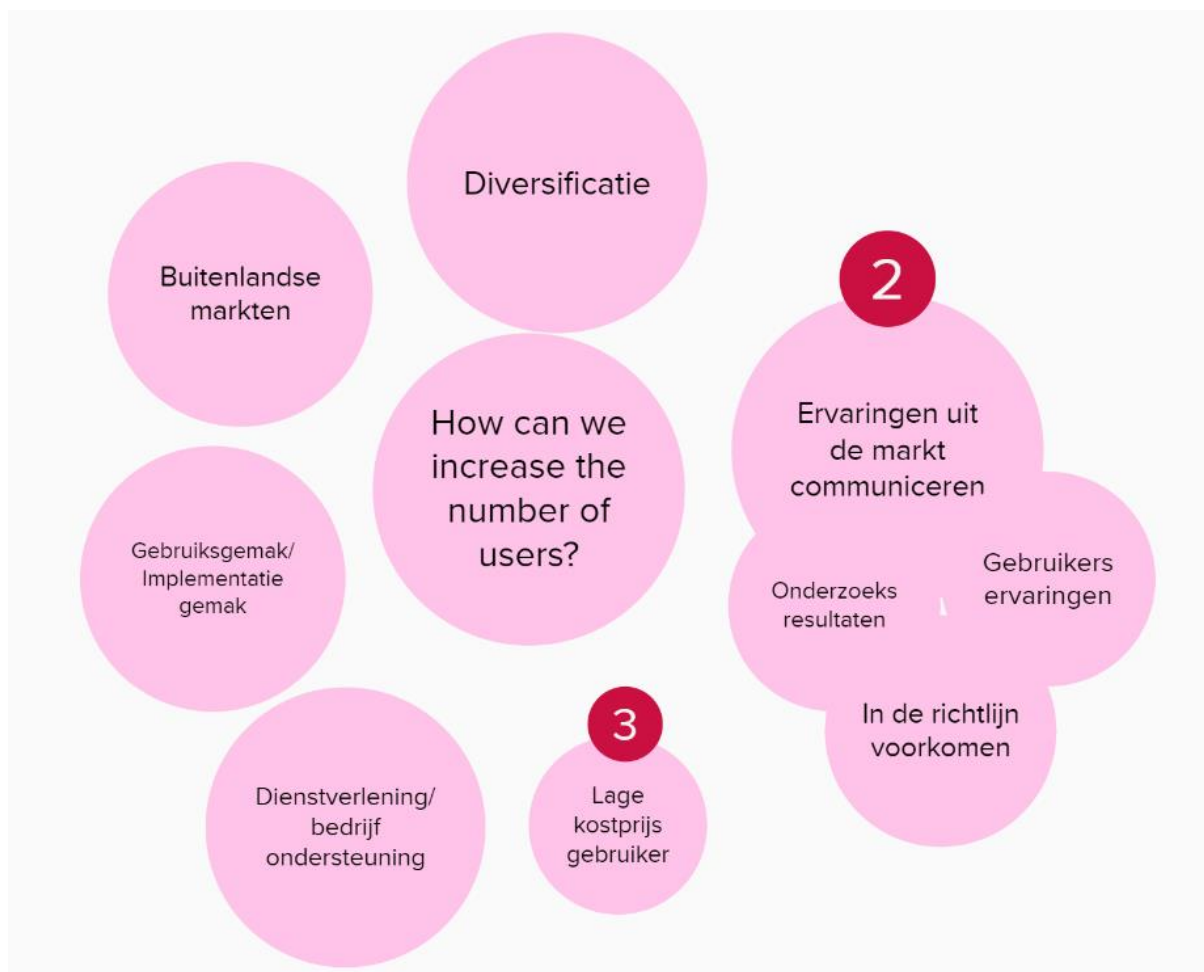 Diversificatie
Buitenlandse
markten
2
How can we
increase the
number of
users?
Ervaringen uit
de markt
communiceren
Gebruiksgemak/
Implementatie
gemak
Onderzoeks
resultaten
Gebruikers
ervaringen
In de richtlijn
voorkomen
3
Dienstverlening/
bedrijf
ondersteuning
Lage
kostprijs
gebruiker